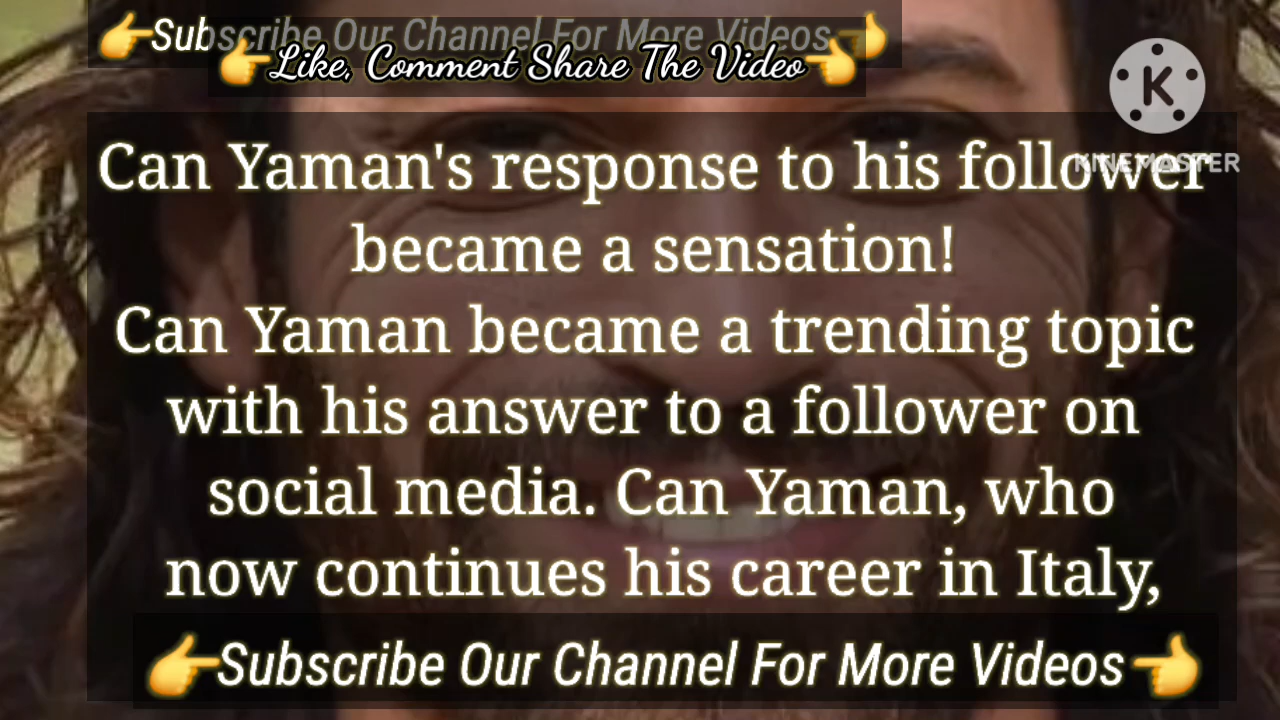 👉Subscribe Our Channel For More Videos👈
👉Like, Comment Share The Video👈
K
KINEMASTER
Can Yaman's response to his follower
became a sensation!
Can Yaman became a trending topic
with his answer to a follower on
social media. Can Yaman, who
now continues his career in Italy,
👉Subscribe Our Channel For More Videos👈